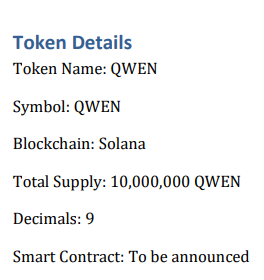 Token Details
Token Name: QWEN
Symbol: QWEN
Blockchain: Solana
Total Supply: 10,000,000 QWEN
Decimals: 9
Smart Contract: To be announced